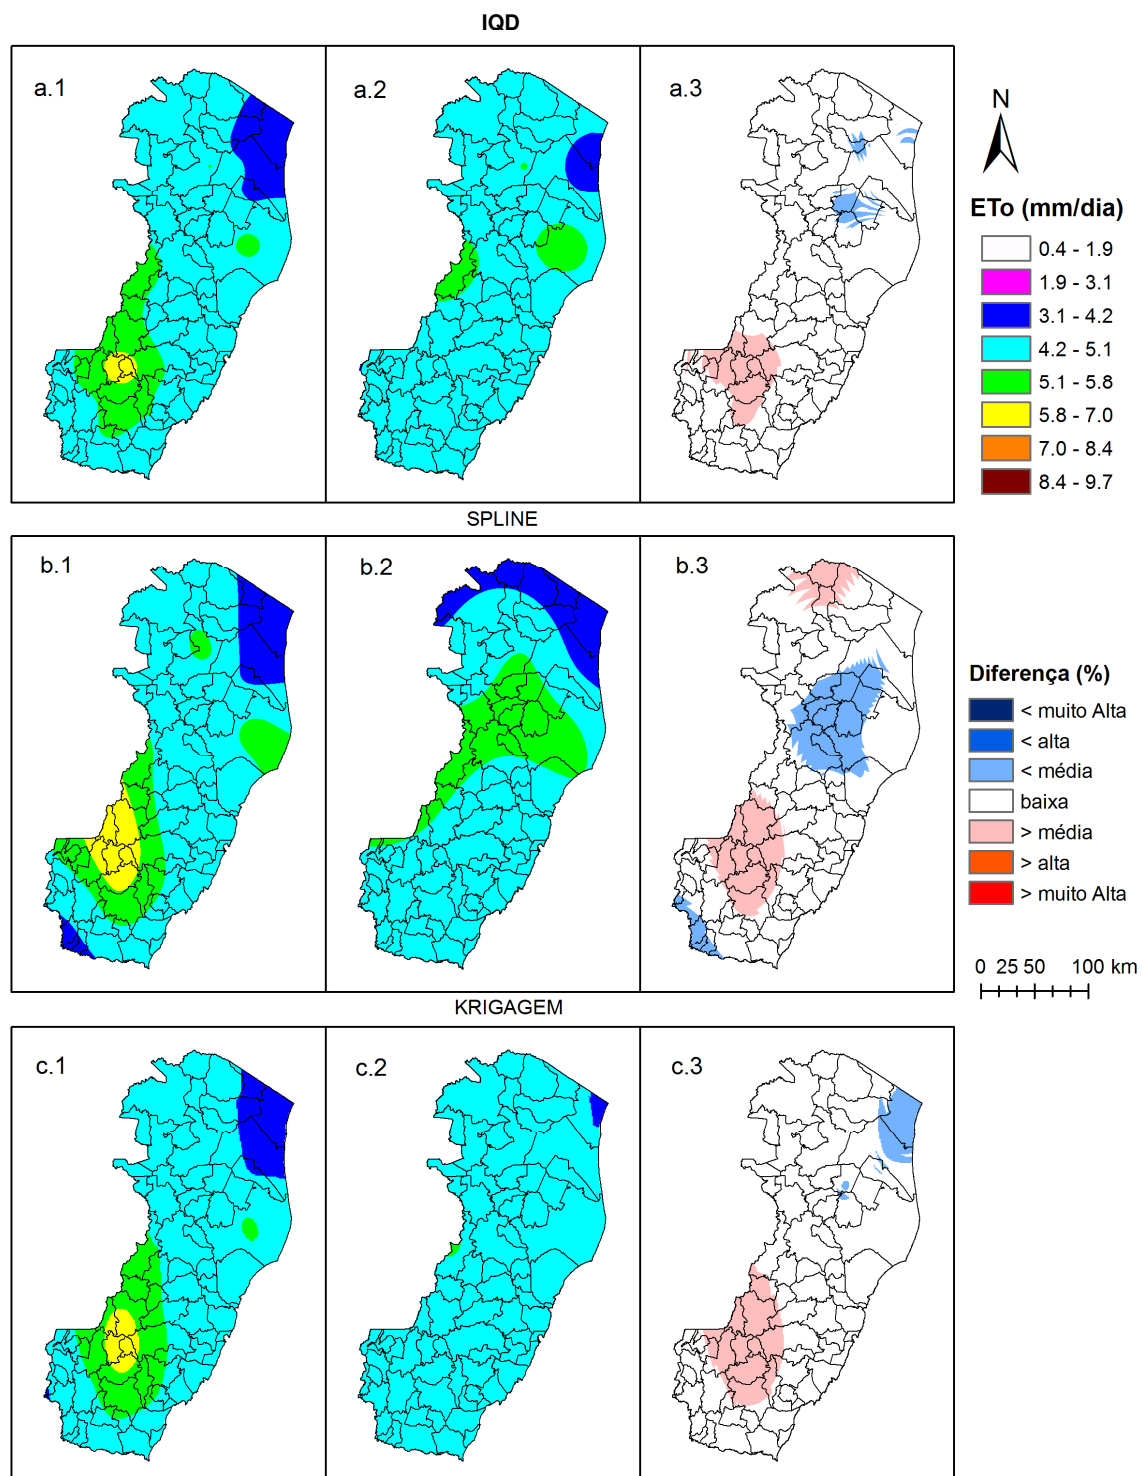 IQD
a.1
a.2
a.3
N
ETo (mm/dia)
0.4 - 1.9
1.9 - 3.1
3.1 - 4.2
4.2 - 5.1
5.1 - 5.8
5.8 - 7.0
7.0 - 8.4
8.4 - 9.7
SPLINE
b.1
b.2
b.3
Diferença (%)
< muito Alta
< alta
< média
baixa
> média
> alta
> muito Alta
0 25 50 100 km
KRIGAGEM
c.1
c.2
c.3